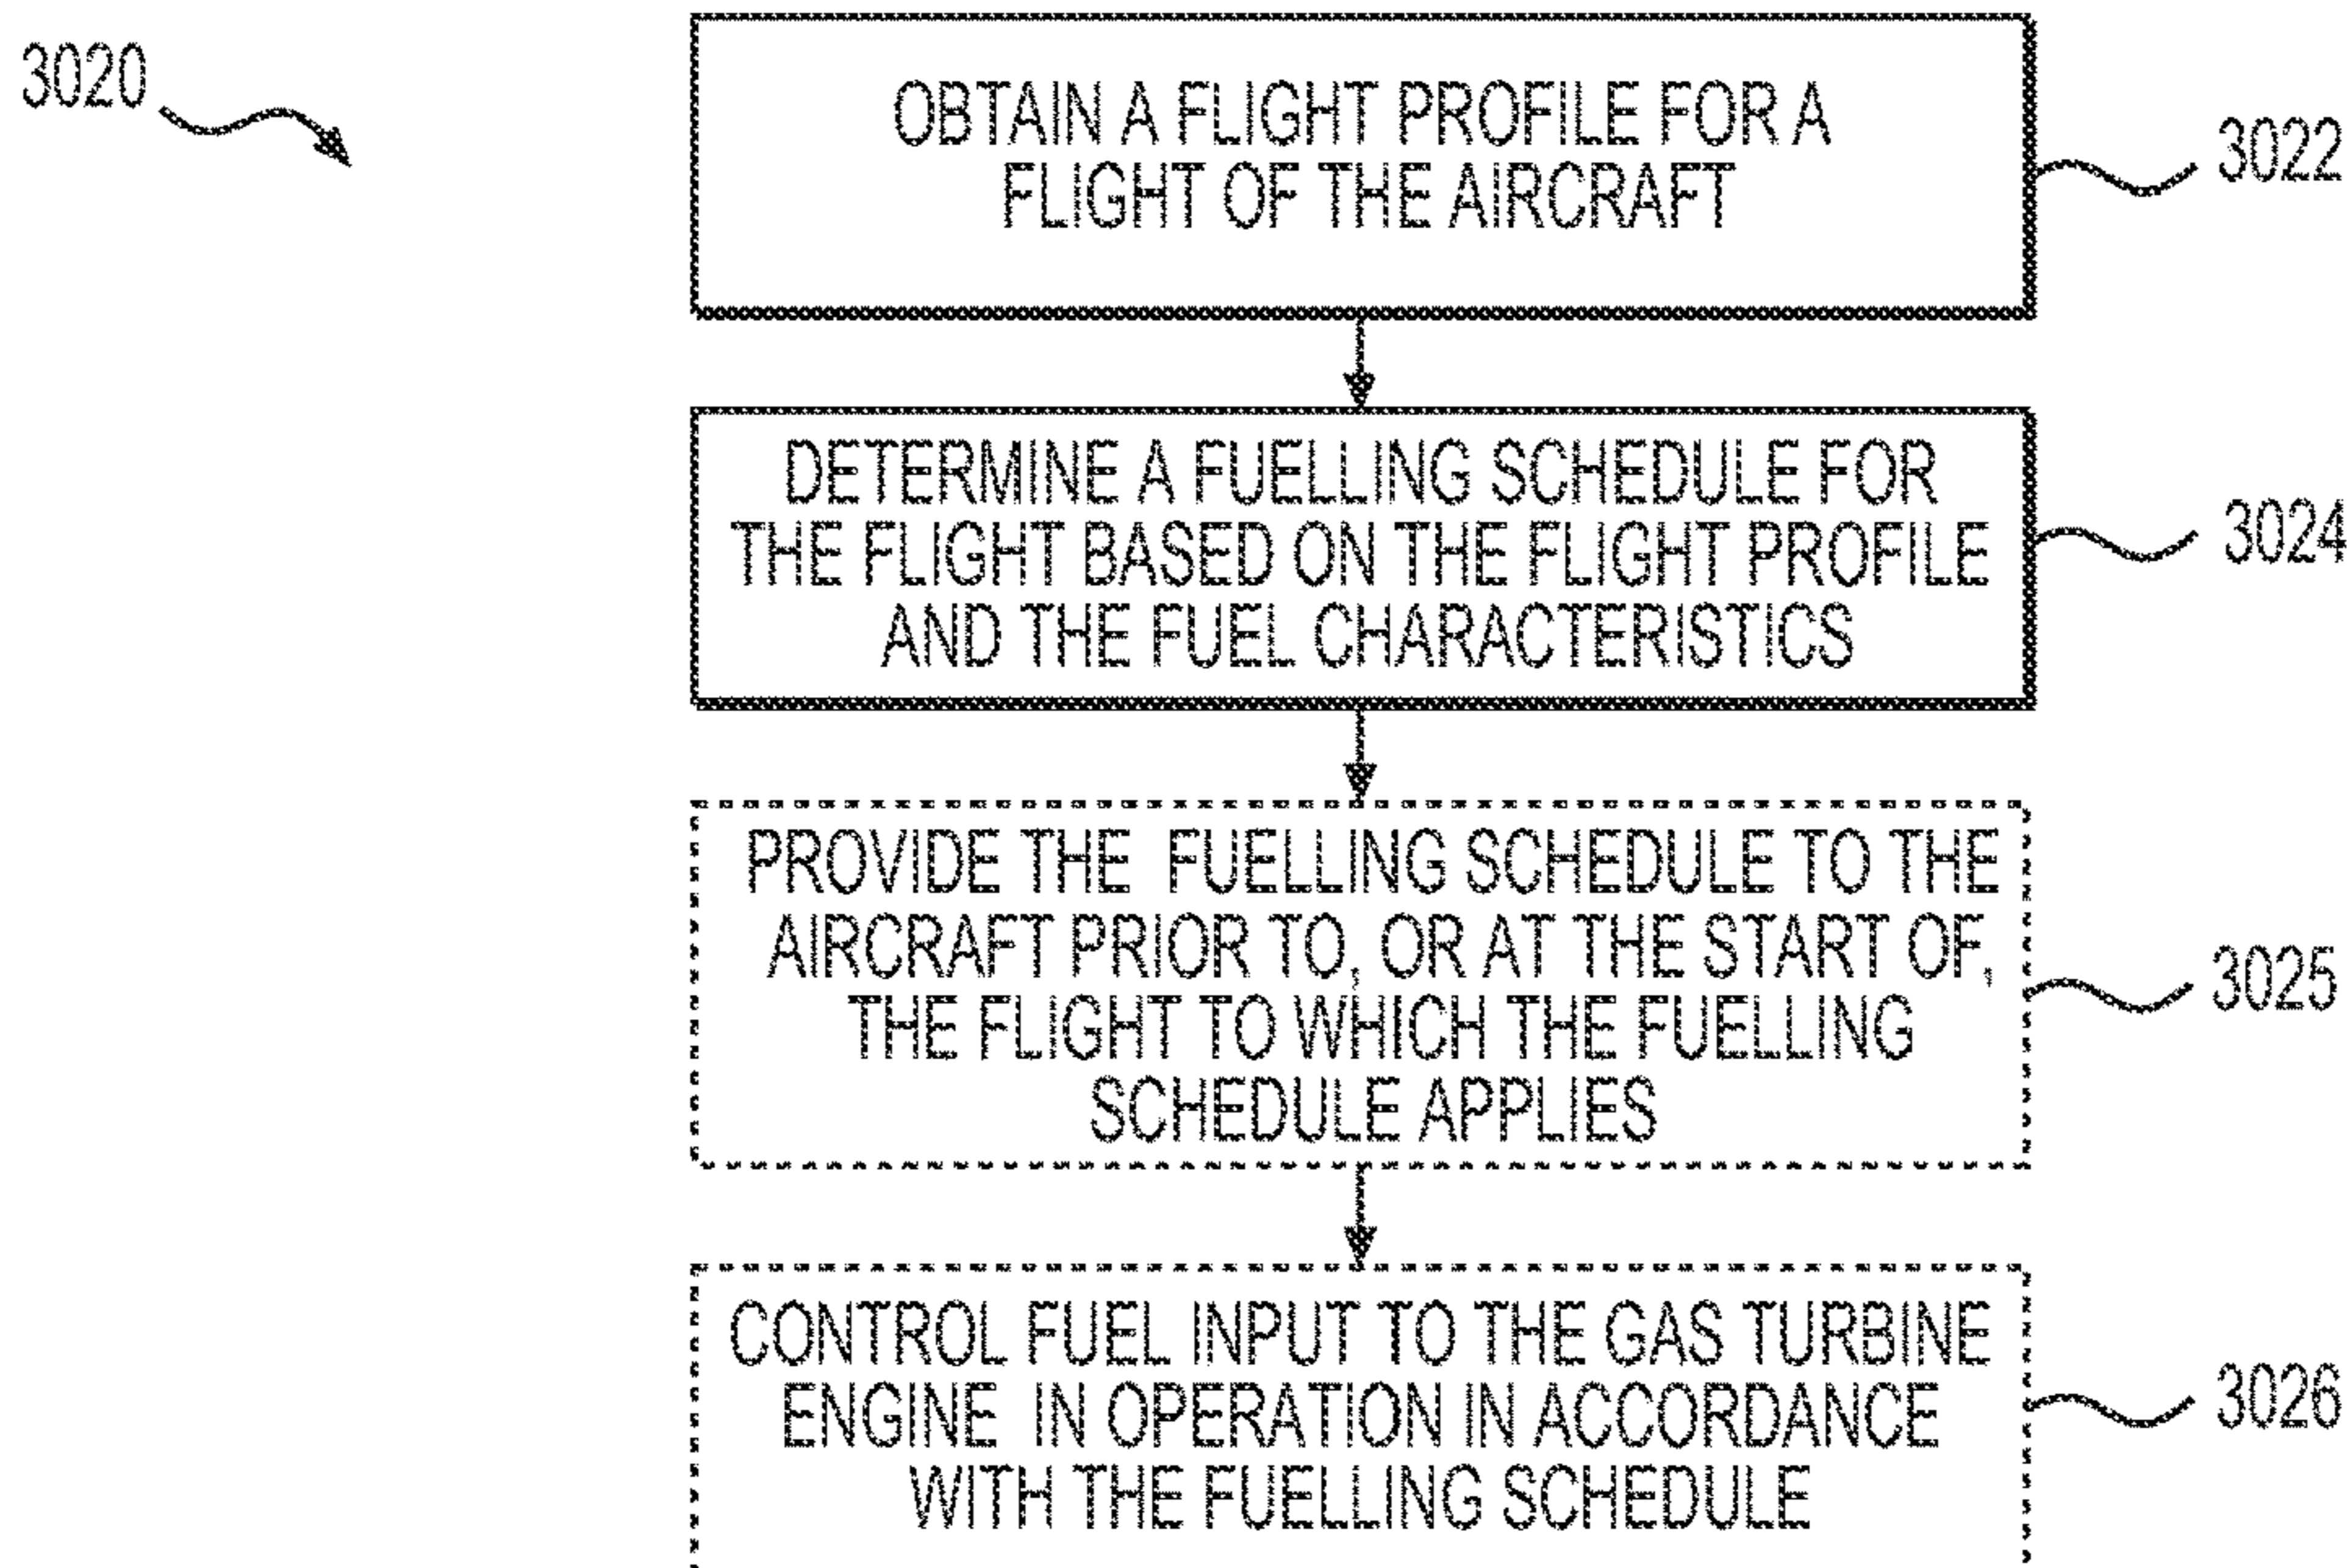 3020
OBTAIN A FLIGHT PROFILE FOR A
FLIGHT OF THE AIRCRAFT
3022
DETERMINE A FUELLING SCHEDULE FOR
THE FLIGHT BASED ON THE FLIGHT PROFILE
AND THE FUEL CHARACTERISTICS
3024
PROVIDE THE FUELLING SCHEDULE TO THE
AIRCRAFT PRIOR TO, OR AT THE START OF,
THE FLIGHT TO WHICH THE FUELLING
SCHEDULE APPLIES
3025
CONTROL FUEL INPUT TO THE GAS TURBINE
ENGINE IN OPERATION IN ACCORDANCE
WITH THE FUELLING SCHEDULE
3026